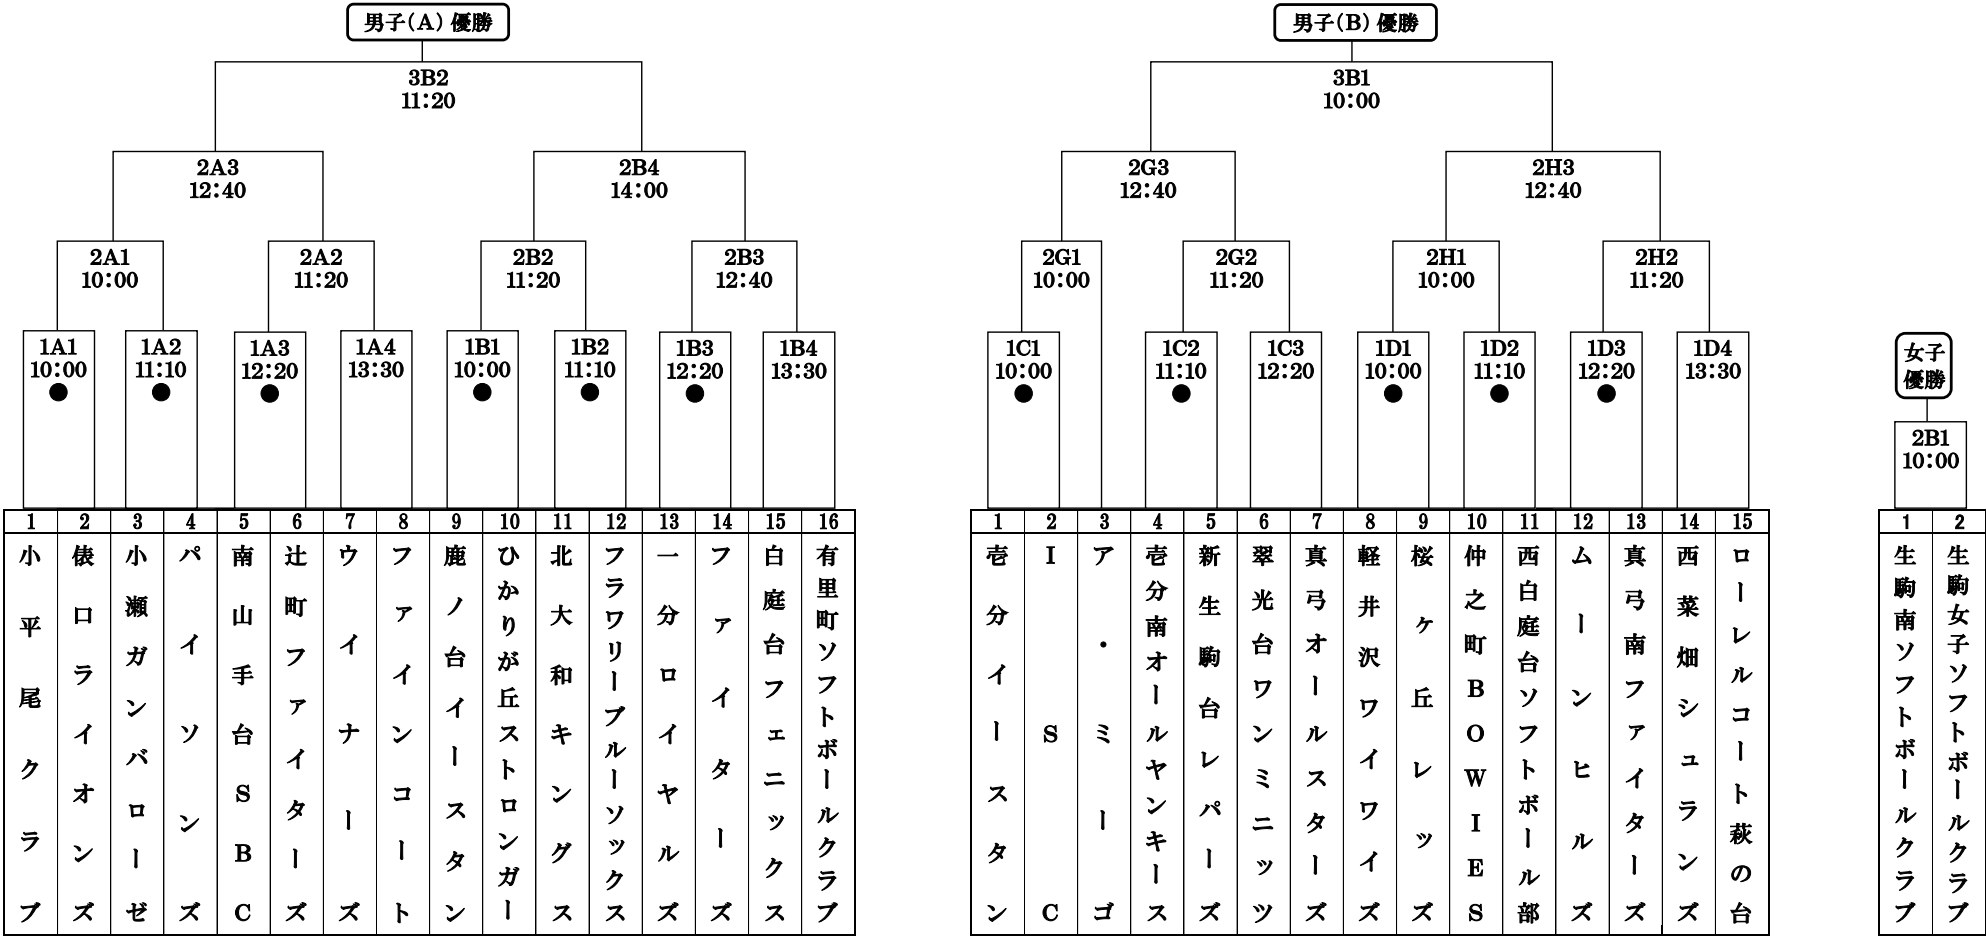 男子(A) 優勝
3B2
11:20
2A3
12:40
2B4
14:00
2A1
10:00
2A2
11:20
2B2
11:20
2B3
12:40
1A1
10:00
●
1A2
11:10
●
1A3
12:20
●
1A4
13:30
1B1
10:00
●
1B2
11:10
●
1B3
12:20
●
1B4
13:30
1
小平尾クラブ
2
俵口ライオンズ
3
小瀬ガンバローゼ
4
パイソンズ
5
南山手台SBC
6
辻町ファイターズ
7
ウイナーズ
8
ファインコート
9
鹿ノ台イースタン
10
ひかりが丘ストロンガー
11
北大和キングス
12
フラワリーブルーソックス
13
一分ロイヤルズ
14
ファイターズ
15
白庭台フェニックス
16
有里町ソフトボールクラブ
男子(B) 優勝
3B1
10:00
2G3
12:40
2H3
12:40
2G1
10:00
2G2
11:20
2H1
10:00
2H2
11:20
1C1
10:00
●
1C2
11:10
●
1C3
12:20
1D1
10:00
●
1D2
11:10
●
1D3
12:20
●
1D4
13:30
1
壱分イースタン
2
ISC
3
ア・ミーゴ
4
壱分南オールヤンキース
5
新生駒台レパーズ
6
翠光台ワンミニッツ
7
真弓オールスターズ
8
軽井沢ワイワイズ
9
桜ヶ丘レッズ
10
仲之町BOWIES
11
西白庭台ソフトボール部
12
ムーンヒルズ
13
真弓南ファイターズ
14
西菜畑シュランズ
15
ローレルコート萩の台
女子
優勝
2B1
10:00
1
生駒南ソフトボールクラブ
2
生駒女子ソフトボールクラブ